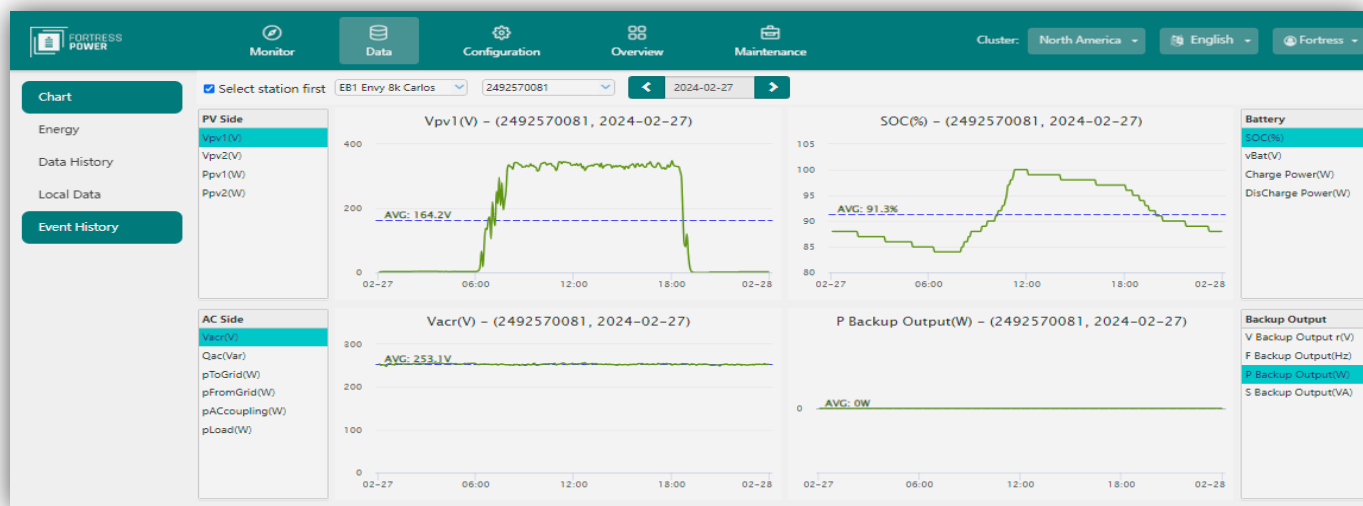 FORTRESS
POWER
Monitor
Data
Configuration
Overview
Maintenance
Cluster:
North America
English
Fortress
Chart
Energy
Data History
Local Data
Event History
Select station first
EB1 Envy 8k Carlos
2492570081
2024-02-27
PV Side
Vpv1(V)
Vpv2(V)
Ppv1(W)
Ppv2(W)
Vpv1(V) – (2492570081, 2024–02–27)
400
200
0
AVG: 164.2V
02–27 06:00 12:00 18:00 02–28
SOC(%) – (2492570081, 2024–02–27)
105
100
95
90
85
80
AVG: 91.3%
02–27 06:00 12:00 18:00 02–28
Battery
SOC(%)
vBat(V)
Charge Power(W)
DisCharge Power(W)
AC Side
Vacr(V)
Qac(Var)
pToGrid(W)
pFromGrid(W)
pACcoupling(W)
pLoad(W)
Vacr(V) – (2492570081, 2024–02–27)
300
200
100
0
AVG: 253.1V
02–27 06:00 12:00 18:00 02–28
P Backup Output(W) – (2492570081, 2024–02–27)
0
AVG: 0W
02–27 06:00 12:00 18:00 02–28
Backup Output
V Backup Output r(V)
F Backup Output(Hz)
P Backup Output(W)
S Backup Output(VA)